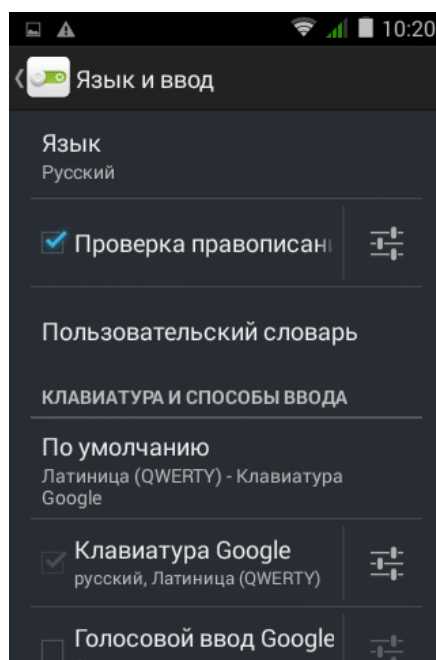 10:20
Язык и ввод
Язык
Русский
Проверка правописани
Пользовательский словарь
КЛАВИАТУРА И СПОСОБЫ ВВОДА
По умолчанию
Латиница (QWERTY) - Клавиатура
Google
Клавиатура Google
русский, Латиница (QWERTY)
Голосовой ввод Google